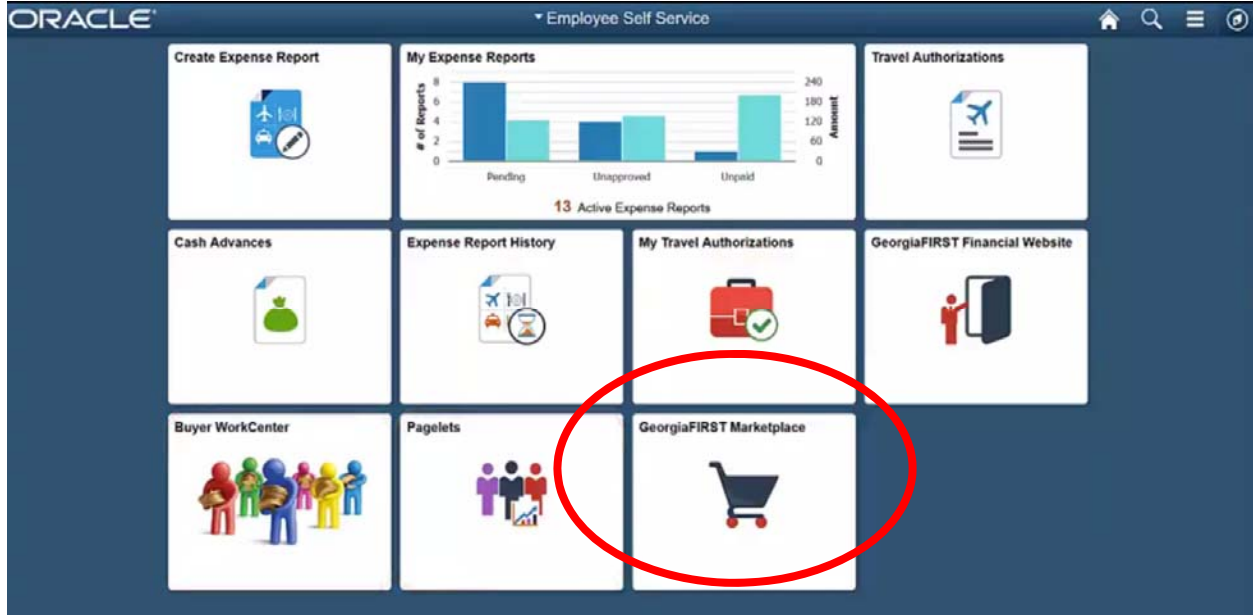 ORACLE
Employee Self Service
Create Expense Report
My Expense Reports
# of Reports
8
6
4
2
0
240
180
120
60
0
Amount
Pending
Unapproved
Unpaid
13 Active Expense Reports
Travel Authorizations
Cash Advances
Expense Report History
My Travel Authorizations
GeorgiaFIRST Financial Website
Buyer WorkCenter
Pagelets
GeorgiaFIRST Marketplace